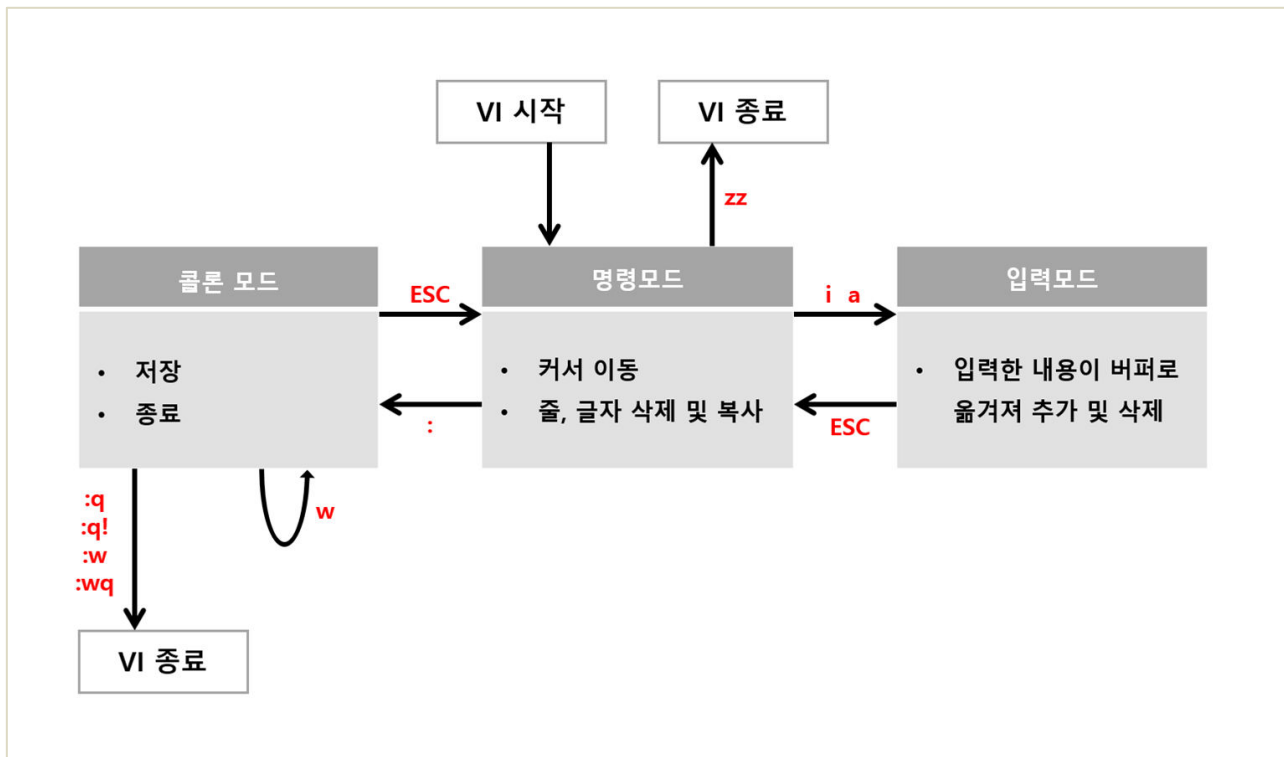 VI 시작
VI 종료
zz
콜론 모드
ESC
명령모드
i a
입력모드
• 저장
• 종료
:
• 커서 이동
• 줄, 글자 삭제 및 복사
ESC
• 입력한 내용이 버퍼로
옮겨져 추가 및 삭제
:q
:q!
:w
:wq
w
VI 종료